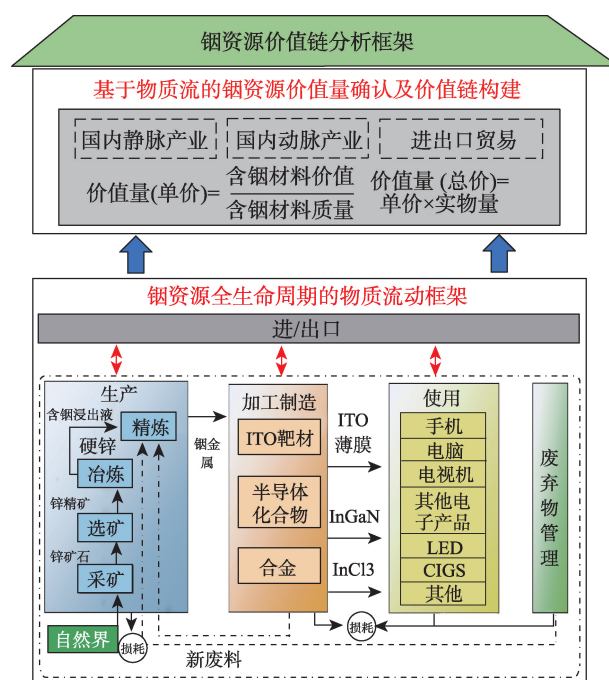 铟资源价值链分析框架
基于物质流的铟资源价值量确认及价值链构建
国内静脉产业
国内动脉产业
进出口贸易
价值量(单价)=
含铟材料价值
含铟材料质量
价值量 (总价)=
单价×实物量
铟资源全生命周期的物质流动框架
进/出口
生产
含铟浸出液
精炼
硬锌
冶炼
锌精矿
选矿
锌矿石
采矿
自然界
损耗
铟金
属
加工制造
ITO靶材
半导体
化合物
合金
ITO
薄膜
InGaN
InCl3
使用
手机
电脑
电视机
其他电
子产品
LED
CIGS
其他
废弃物管理
损耗
新废料